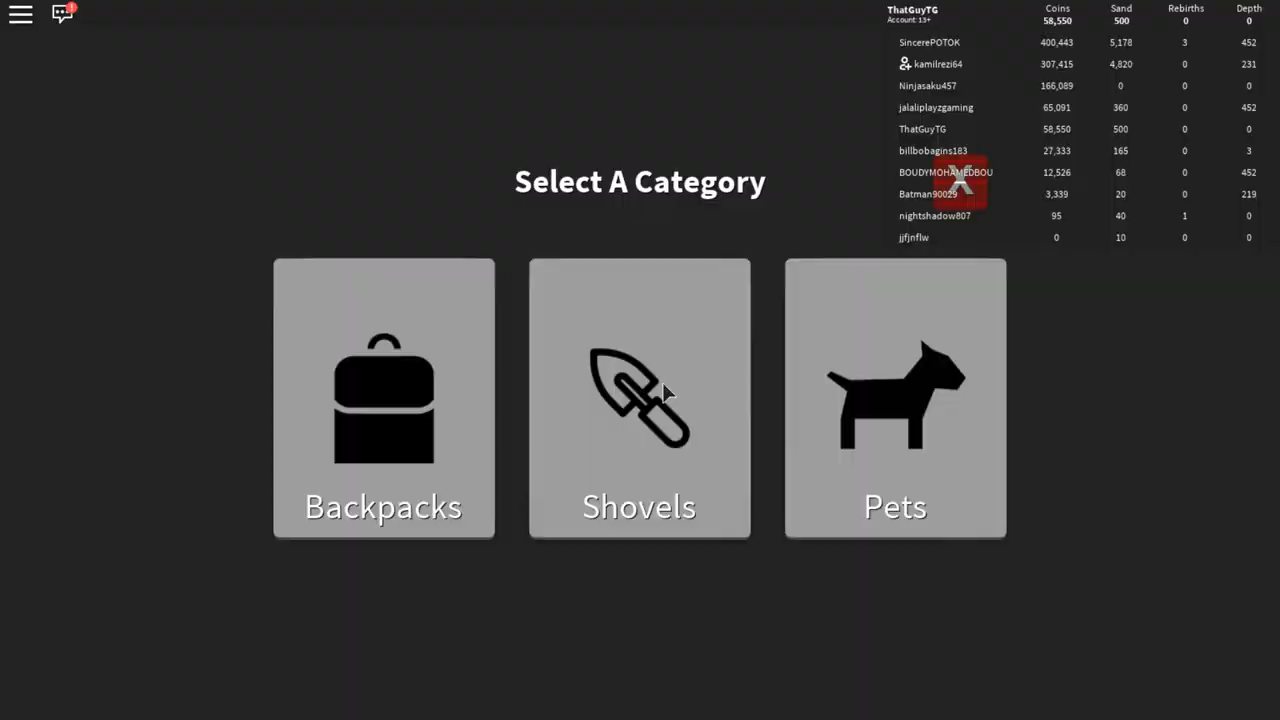 1
ThatGuyTG Coins Sand Rebirths Depth
Account: 13+ 58,550 500 0 0
SincerePOTOK 400,443 5,178 3 452
kamilrezi64 307,415 4,820 0 231
Ninjasaku457 166,089 0 0 0
jalaliplayzgaming 65,091 360 0 452
ThatGuyTG 58,550 500 0 0
billbobagins183 27,333 165 0 3
BOUDYMOHAMEDBOU 12,526 68 0 452
X
Batman90029 3,339 20 0 219
nightshadow807 95 40 1 0
jjfjnflw 0 10 0 0
Select A Category
Backpacks Shovels Pets